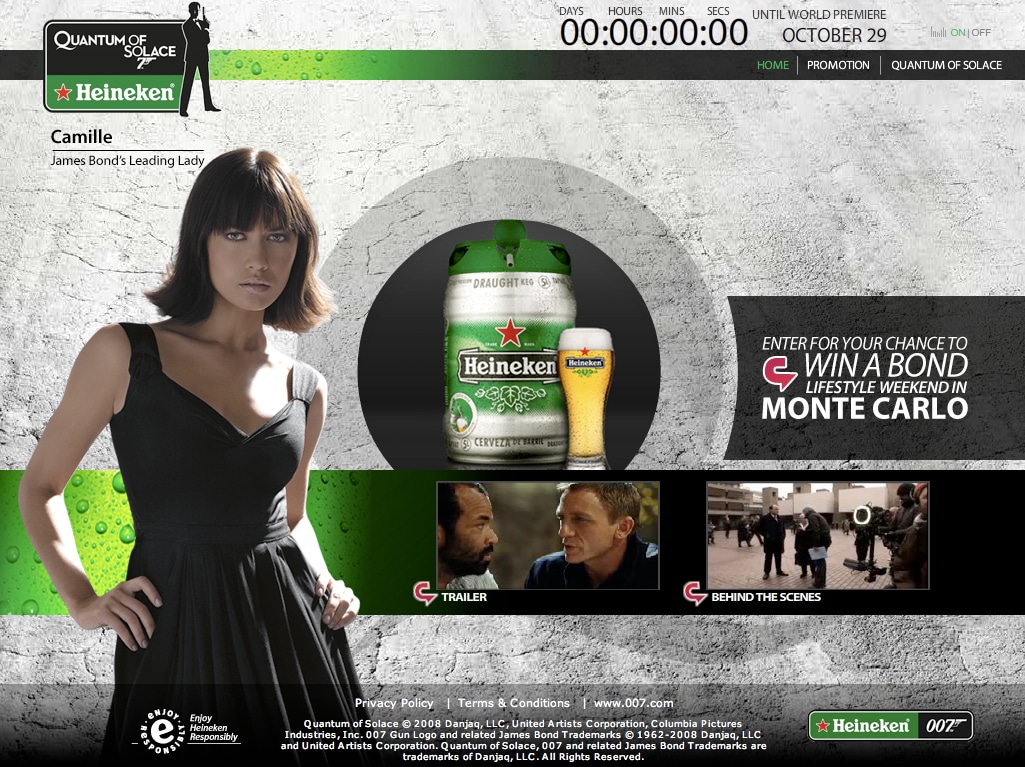 QUANTUM OF
SOLACE
007
Heineken
DAYS HOURS MINS SECS
00:00:00:00
UNTIL WORLD PREMIERE
OCTOBER 29
ON | OFF
HOME | PROMOTION | QUANTUM OF SOLACE
Camille
James Bond's Leading Lady
DRAUGHT KEG 5L
Heineken
CERVEZA DE BARRIL
Heineken
ENTER FOR YOUR CHANCE TO
WIN A BOND
LIFESTYLE WEEKEND IN
MONTE CARLO
TRAILER
BEHIND THE SCENES
ENJOY RESPONSIBLY
Enjoy
Heineken
Responsibly
Privacy Policy | Terms & Conditions | www.007.com
Quantum of Solace © 2008 Danjaq, LLC, United Artists Corporation, Columbia Pictures
Industries, Inc. 007 Gun Logo and related James Bond Trademarks © 1962-2008 Danjaq, LLC
and United Artists Corporation. Quantum of Solace, 007 and related James Bond Trademarks are
trademarks of Danjaq, LLC. All Rights Reserved.
Heineken 007